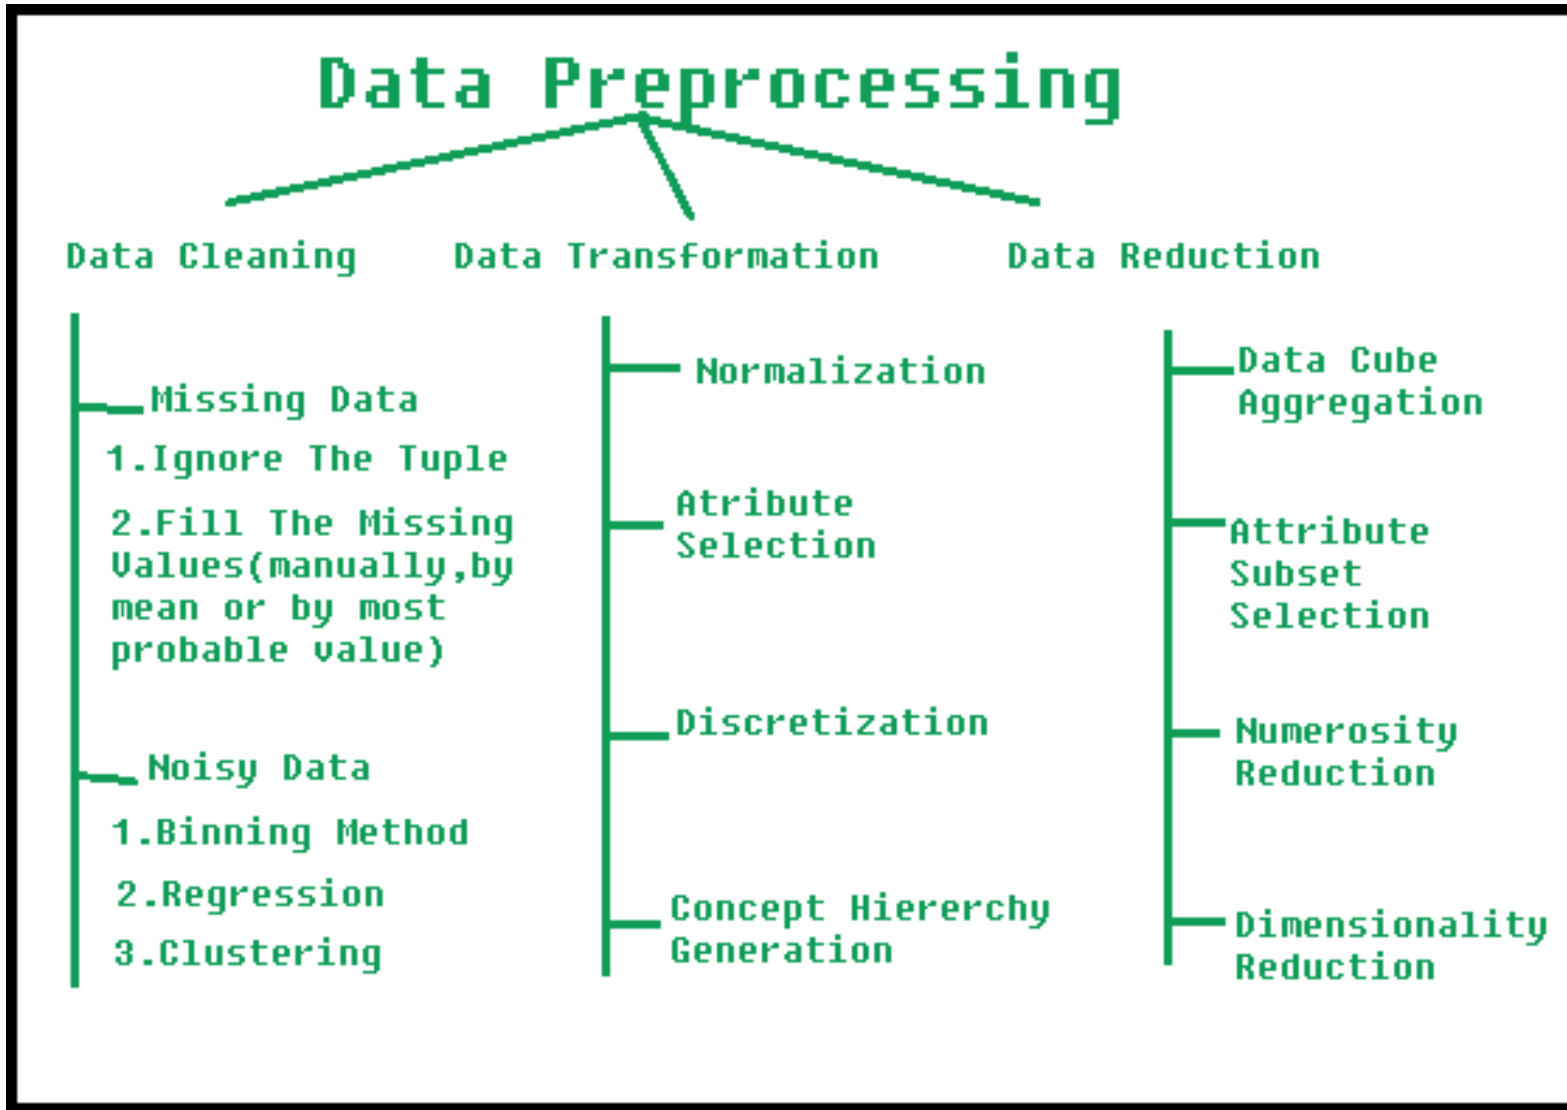 Data Preprocessing
Data Cleaning
Missing Data
1.Ignore The Tuple
2.Fill The Missing
Values(manually,by
mean or by most
probable value)
Noisy Data
1.Binning Method
2.Regression
3.Clustering
Data Transformation
Normalization
Atribute
Selection
Discretization
Concept Hiererchy
Generation
Data Reduction
Data Cube
Aggregation
Attribute
Subset
Selection
Numerosity
Reduction
Dimensionality
Reduction